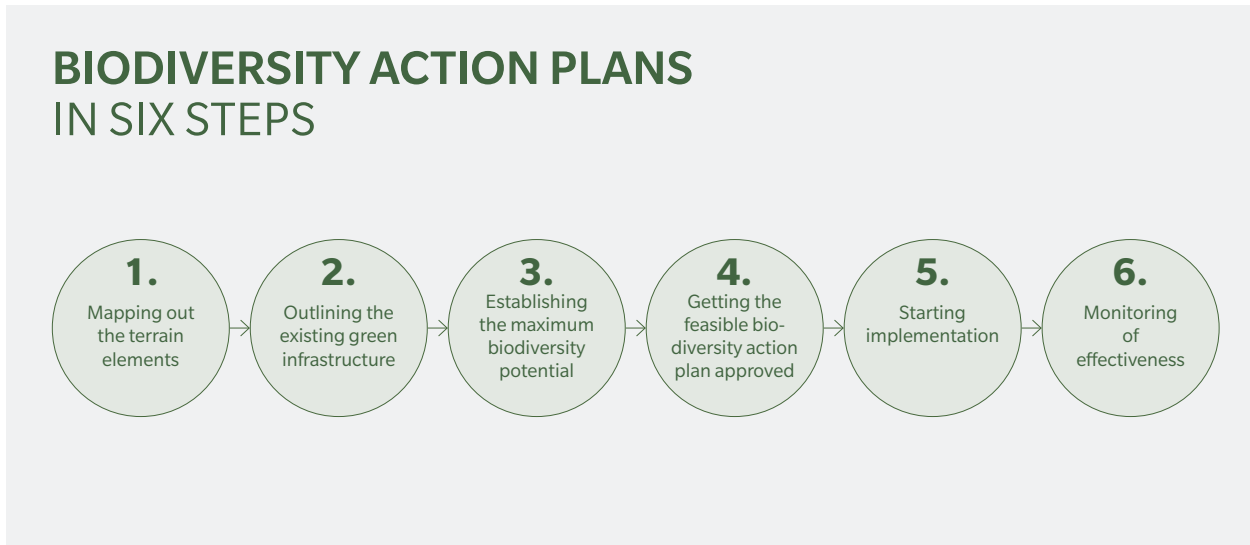 BIODIVERSITY ACTION PLANS
IN SIX STEPS
1.
Mapping out
the terrain
elements
2.
Outlining the
existing green
infrastructure
3.
Establishing
the maximum
biodiversity
potential
4.
Getting the
feasible bio-
diversity action
plan approved
5.
Starting
implementation
6.
Monitoring
of
effectiveness